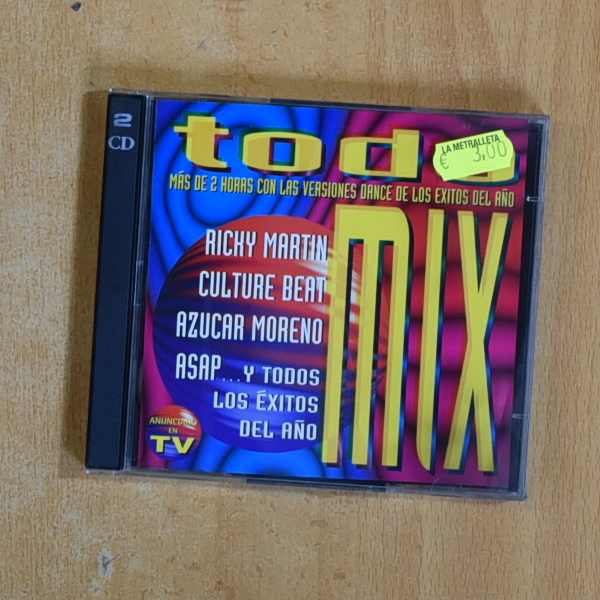 2
CD
todo
LA METRALLETA
€ 3,00
MÁS DE 2 HORAS CON LAS VERSIONES DANCE DE LOS EXITOS DEL AÑO
MIX
RICKY MARTIN
CULTURE BEAT
AZUCAR MORENO
ASAP...Y TODOS
LOS ÉXITOS
DEL AÑO
ANUNCIADO
EN
TV